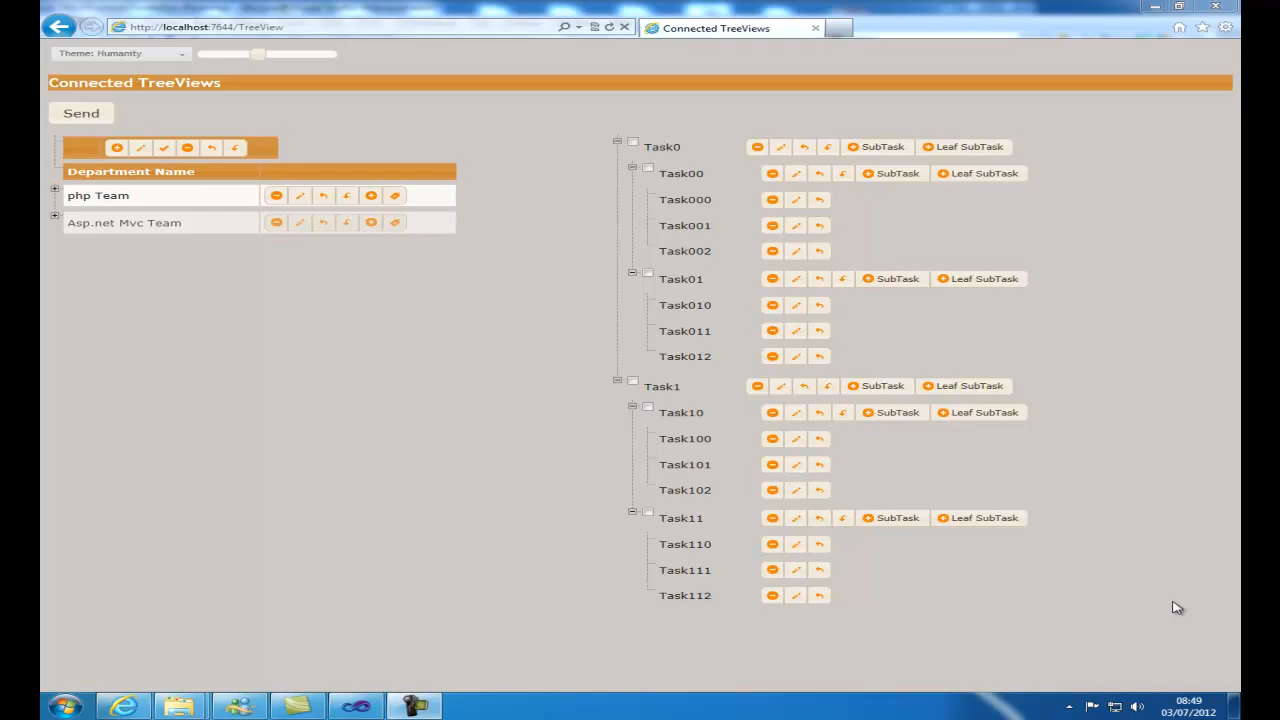 http://localhost:7644/TreeView
Connected TreeViews
Theme: Humanity
Connected TreeViews
Send
Department Name
php Team
Asp.net Mvc Team
Task0 SubTask Leaf SubTask
Task00 SubTask Leaf SubTask
Task000
Task001
Task002
Task01 SubTask Leaf SubTask
Task010
Task011
Task012
Task1 SubTask Leaf SubTask
Task10 SubTask Leaf SubTask
Task100
Task101
Task102
Task11 SubTask Leaf SubTask
Task110
Task111
Task112
08:49
03/07/2012